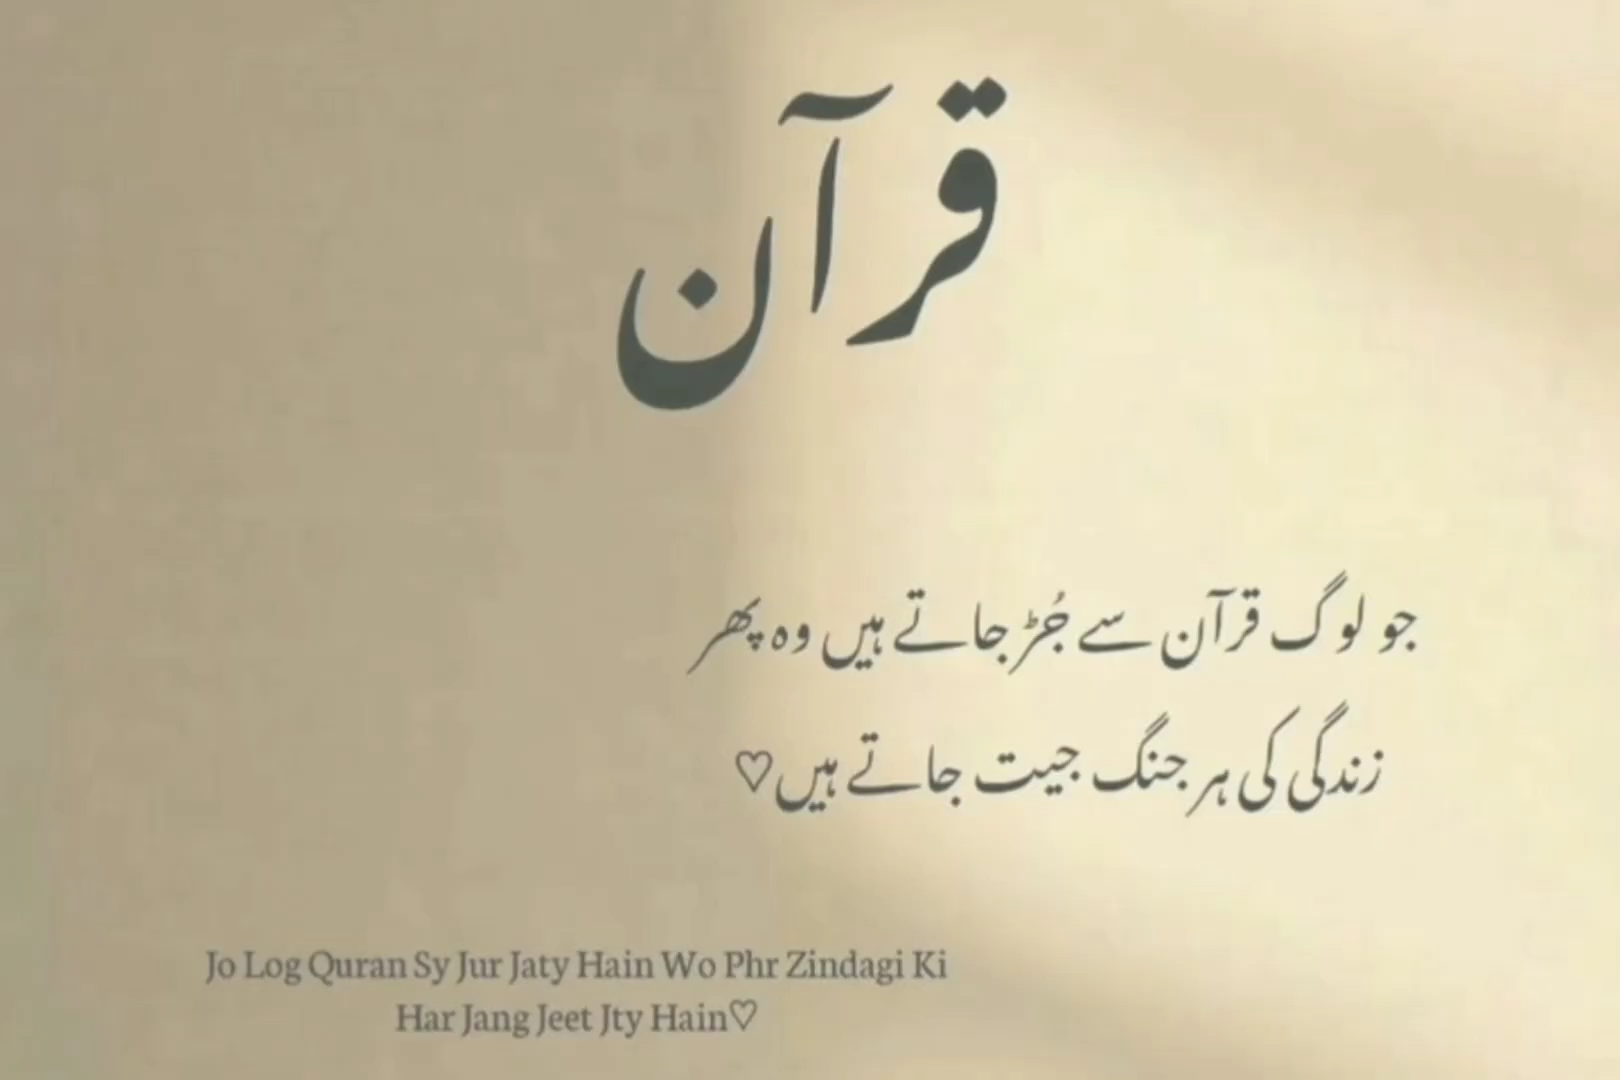 قرآن
جو لوگ قرآن سے جُڑ جاتے ہیں وہ پھر
زندگی کی ہر جنگ جیت جاتے ہیں♡
Jo Log Quran Sy Jur Jaty Hain Wo Phr Zindagi Ki
Har Jang Jeet Jty Hain♡